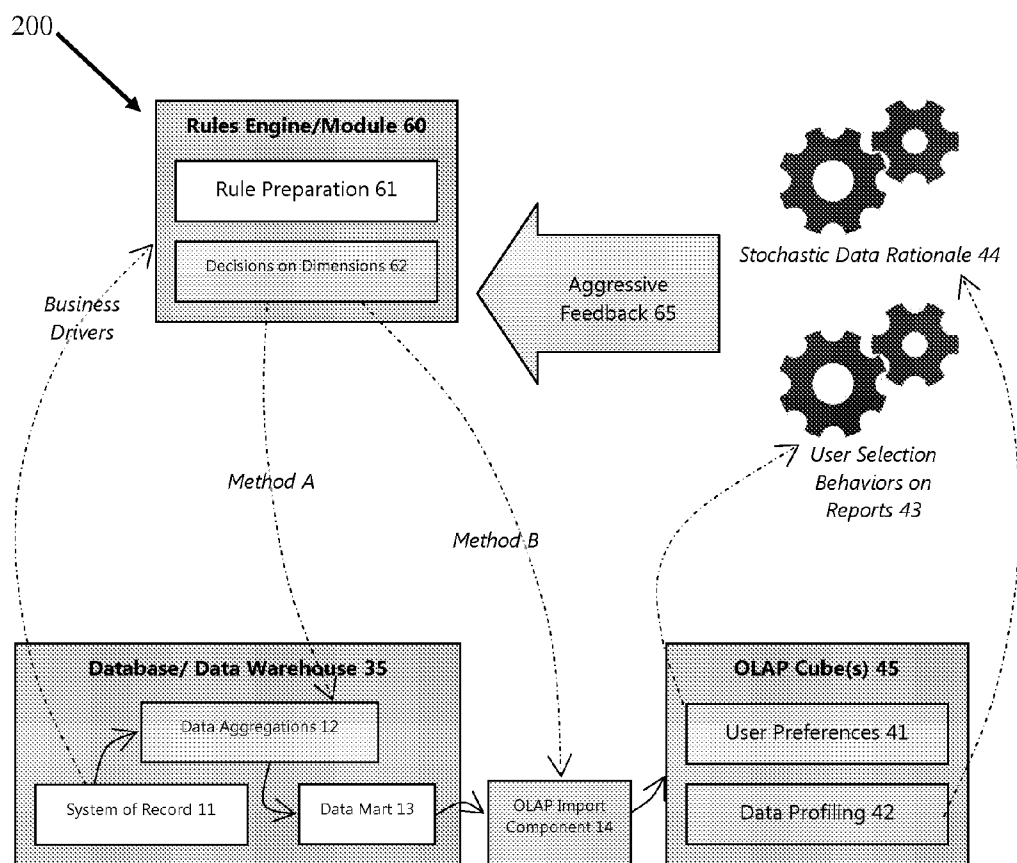 200
Rules Engine/Module 60
Rule Preparation 61
Decisions on Dimensions 62
Business
Drivers
Aggressive
Feedback 65
Stochastic Data Rationale 44
User Selection
Behaviors on
Reports 43
Method A
Method B
Database/ Data Warehouse 35
Data Aggregations 12
System of Record 11
Data Mart 13
OLAP Import
Component 14
OLAP Cube(s) 45
User Preferences 41
Data Profiling 42